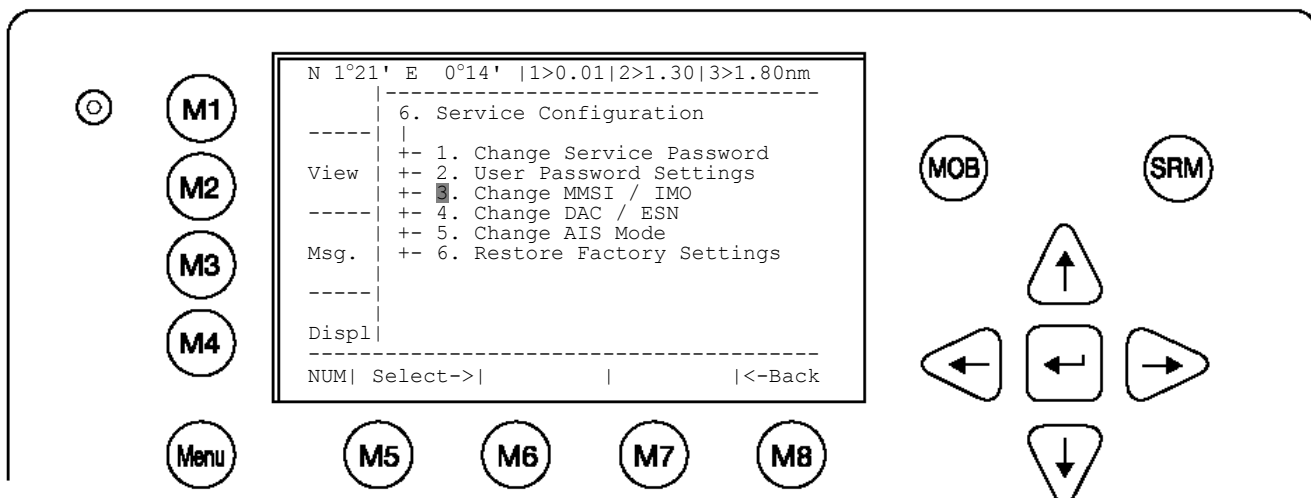 N 1°21' E 0°14' |1>0.01|2>1.30|3>1.80nm
M1
6. Service Configuration
+- 1. Change Service Password
View | +- 2. User Password Settings
MOB
SRM
M2
+- 3. Change MMSI / IMO
+- 4. Change DAC / ESN
+- 5. Change AIS Mode
Msg. | +- 6. Restore Factory Settings
M3
Displ|
M4
NUM| Select->| | |<-Back
Menu
M5
M6
M7
M8